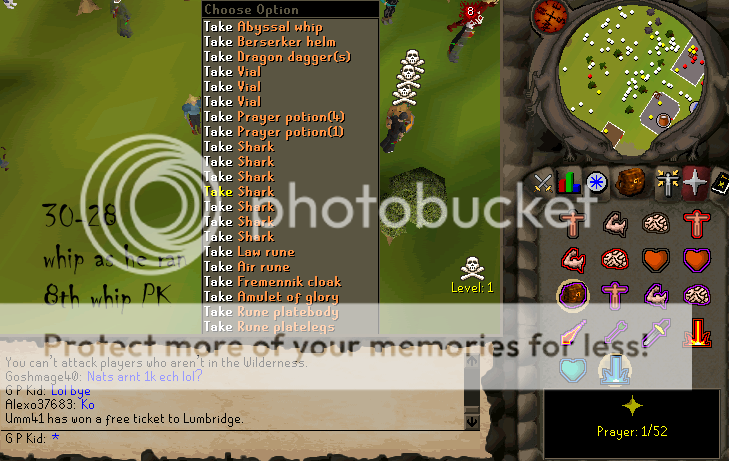 Choose Option
Take Abyssal whip
Take Berserker helm
Take Dragon dagger(s)
Take Vial
Take Vial
Take Vial
Take Prayer potion(4)
Take Prayer potion(1)
Take Shark
Take Shark
Take Shark
Take Shark
Take Shark
Take Shark
Take Shark
Take Law rune
Take Air rune
Take Fremennik cloak
Take Amulet of glory
Take Rune platebody
Take Rune platelegs
8
30-28
whip as he ran
8th whip PK
photobucket
Level: 1
Protect more of your memories for less!
You can't attack players who aren't in the Wilderness.
Goshmage40: Nats arnt 1k ech lol?
G P Kid: Lol bye
Alexo37683: Ko
Umm41 has won a free ticket to Lumbridge.
G P Kid: *
Prayer: 1/52